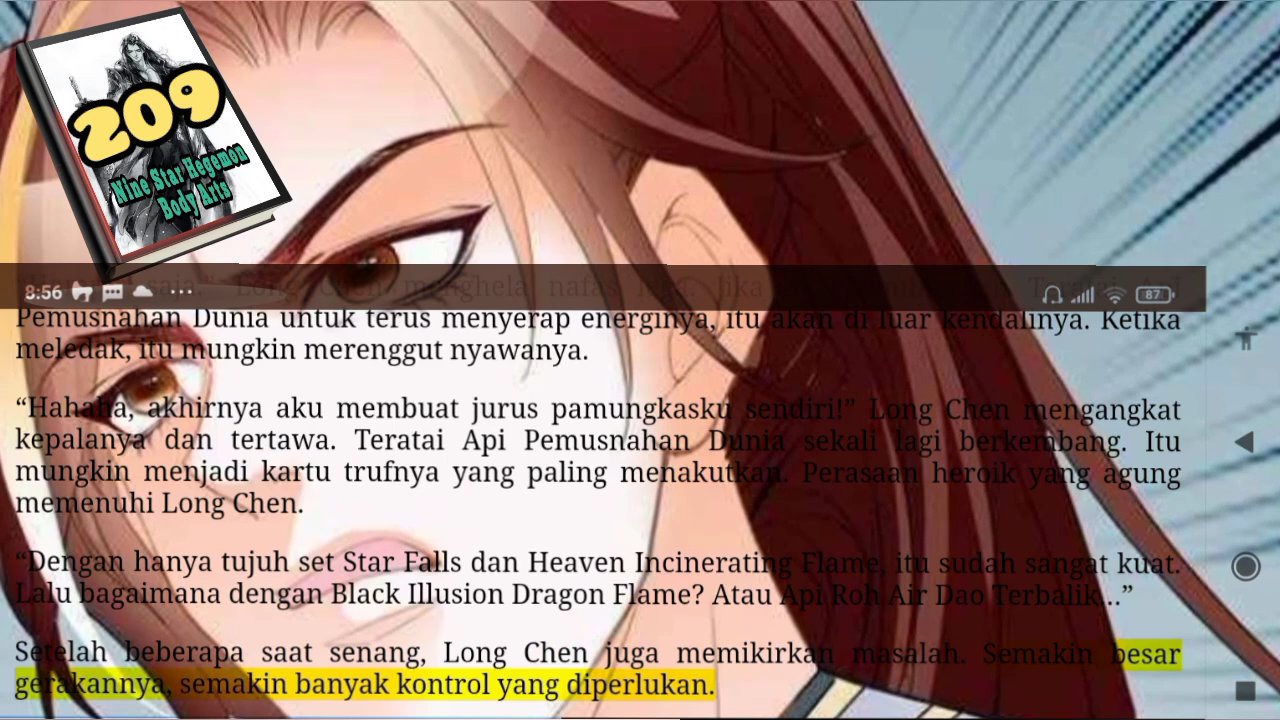 209
Nine Star Hegemon
Body Arts
8:56
87
Long Chen menghela nafas
Pemusnahan Dunia untuk terus menyerap energinya, itu akan di luar kendalinya. Ketika
meledak, itu mungkin merenggut nyawanya.
“Hahaha, akhirnya aku membuat jurus pamungkasku sendiri!” Long Chen mengangkat
kepalanya dan tertawa. Teratai Api Pemusnahan Dunia sekali lagi berkembang. Itu
mungkin menjadi kartu trufnya yang paling menakutkan. Perasaan heroik yang agung
memenuhi Long Chen.
“Dengan hanya tujuh set Star Falls dan Heaven Incinerating Flame, itu sudah sangat kuat.
Lalu bagaimana dengan Black Illusion Dragon Flame? Atau Api Roh Air Dao Terbalik...”
Setelah beberapa saat senang, Long Chen juga memikirkan masalah. Semakin besar
gerakannya, semakin banyak kontrol yang diperlukan.